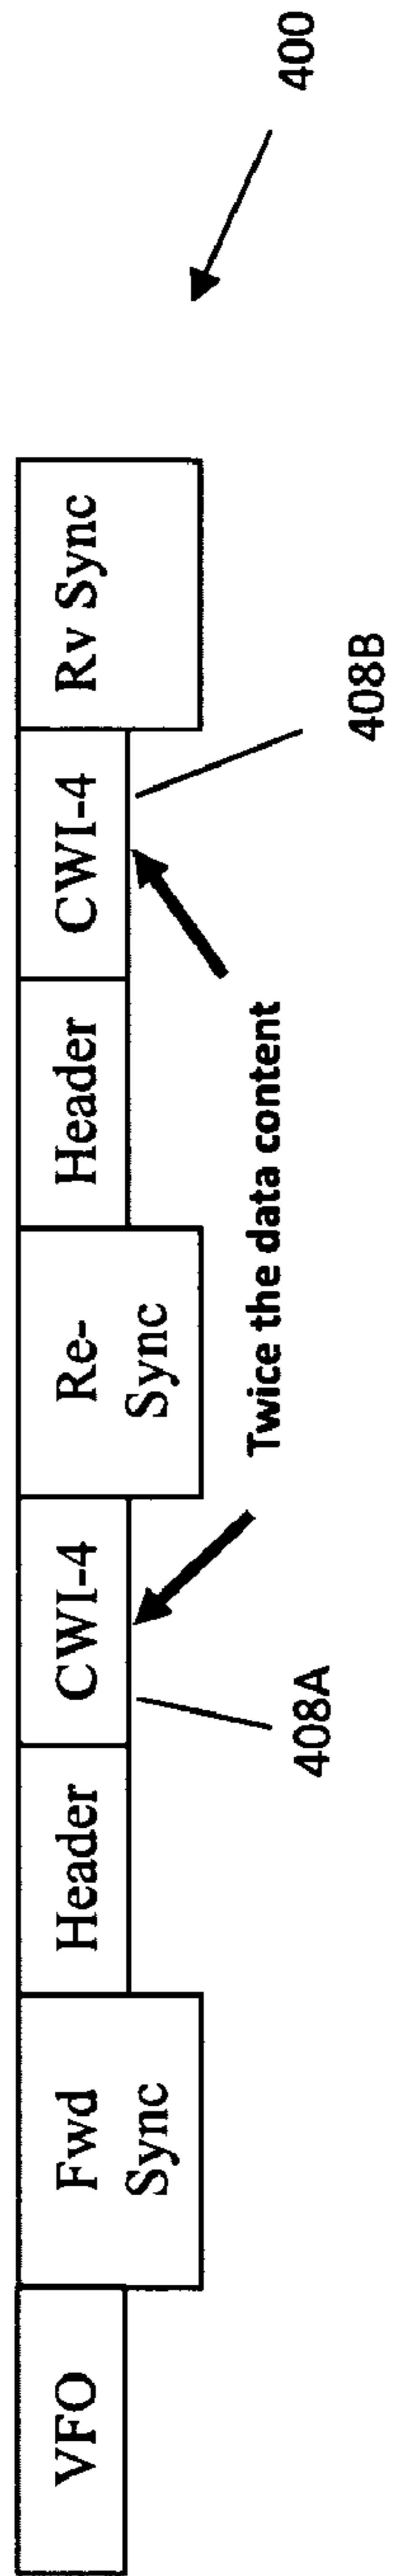 VFO
Fwd
Sync
Header
CWI-4
Re-
Sync
Header
CWI-4
Rv Sync
408A
Twice the data content
408B
400